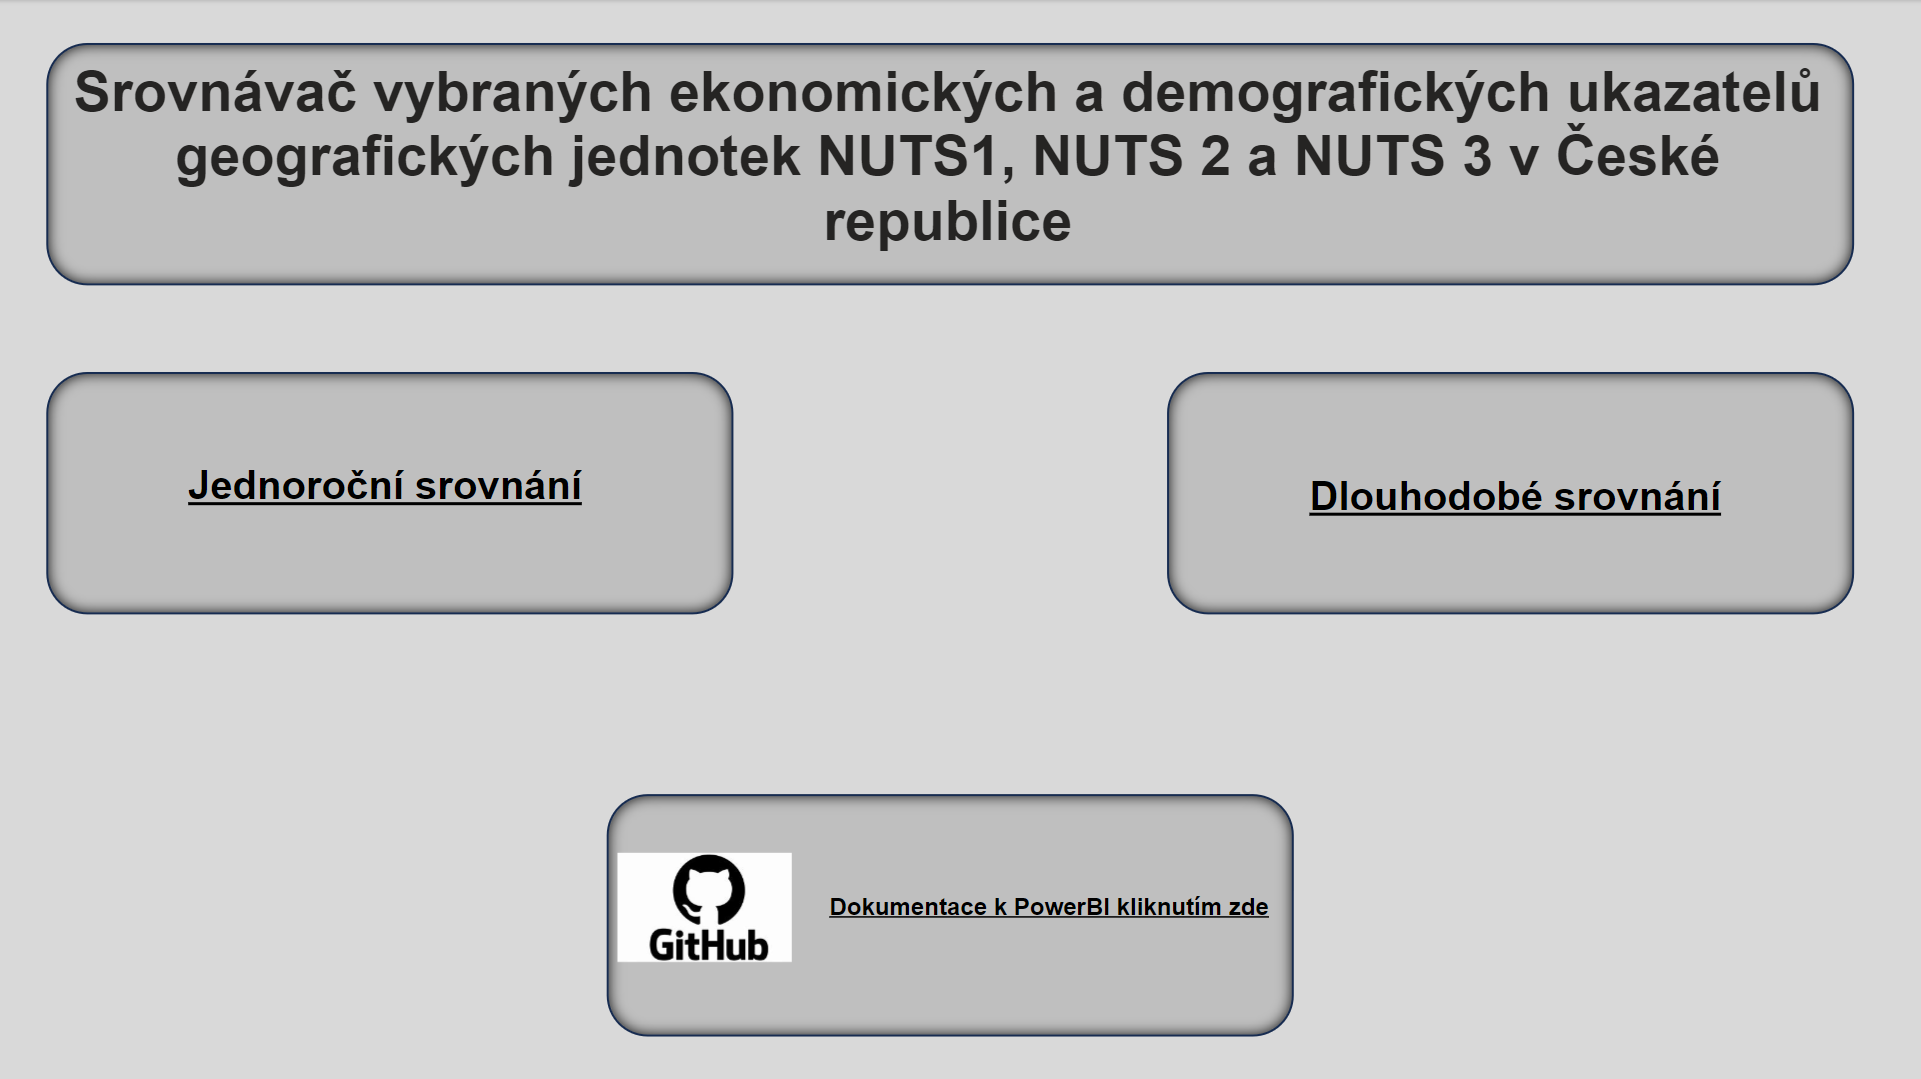 Srovnávač vybraných ekonomických a demografických ukazatelů
geografických jednotek NUTS1, NUTS 2 a NUTS 3 v České
republice
Jednoroční srovnání
Dlouhodobé srovnání
GitHub
Dokumentace k PowerBI kliknutím zde